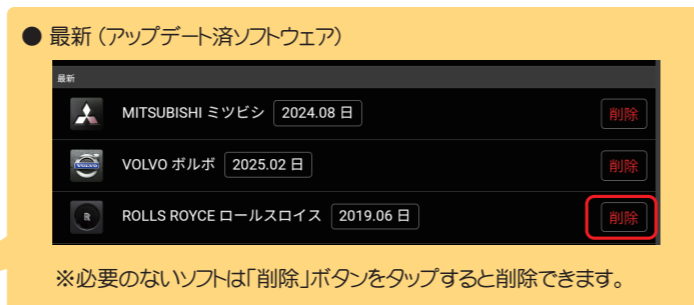 ● 最新（アップデート済ソフトウェア）
最新
MITSUBISHI ミツビシ 2024.08 日 削除
VOLVO
VOLVO ボルボ 2025.02 日 削除
R
ROLLS ROYCE ロールスロイス 2019.06 日 削除
※必要のないソフトは「削除」ボタンをタップすると削除できます。